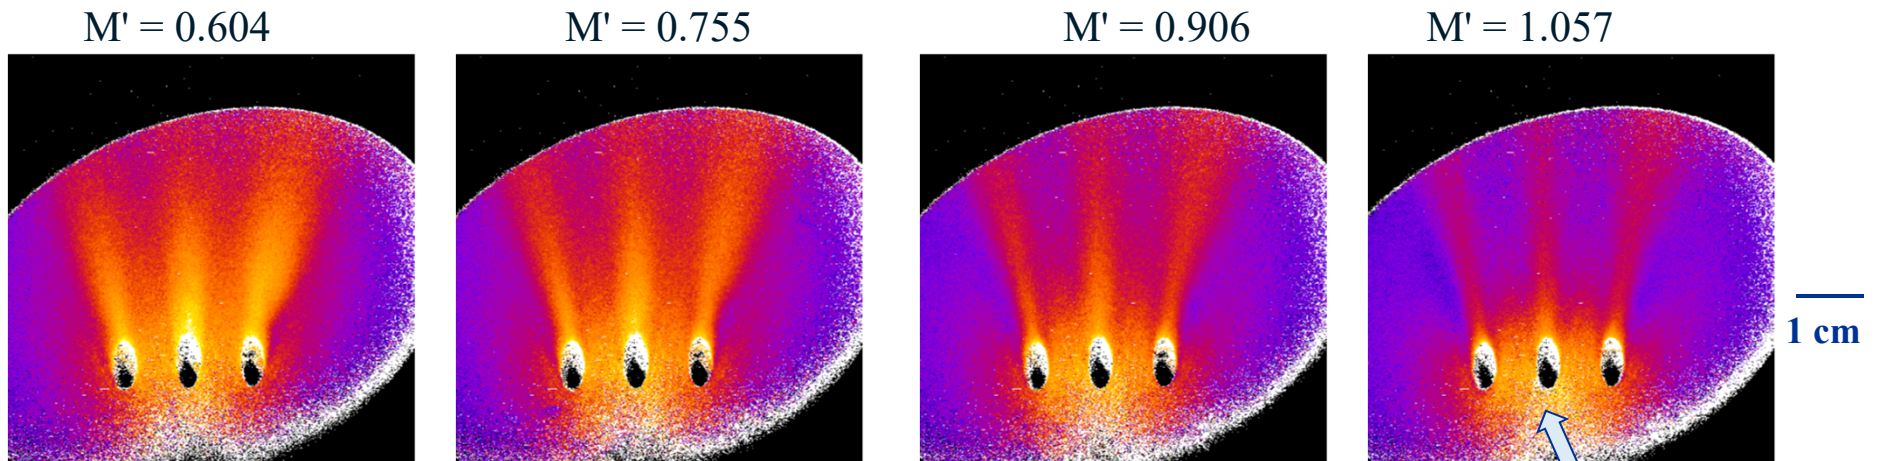 M' = 0.604
M' = 0.755
M' = 0.906
M' = 1.057
1 cm